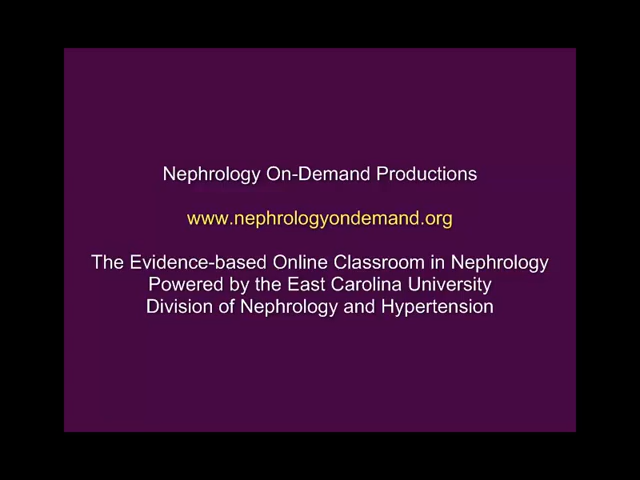 Nephrology On-Demand Productions
www.nephrologyondemand.org
The Evidence-based Online Classroom in Nephrology
Powered by the East Carolina University
Division of Nephrology and Hypertension